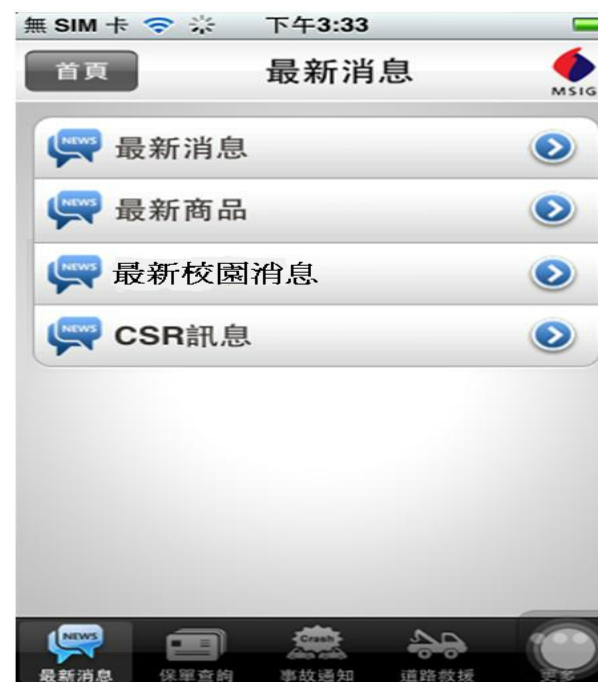 無 SIM 卡 下午3:33
首頁 最新消息 MSIG
NEWS 最新消息
NEWS 最新商品
NEWS 最新校園消息
NEWS CSR訊息
NEWS Crash
最新消息 保單查詢 事故通知 道路救援 更多